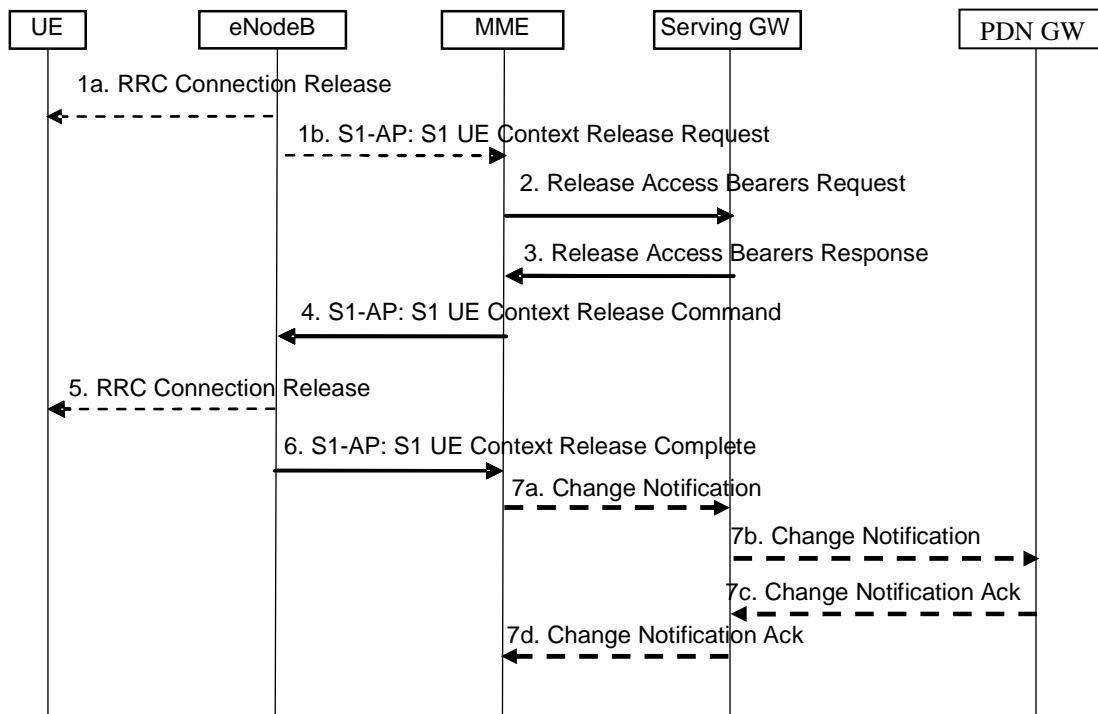 UE
eNodeB
MME
Serving GW
PDN GW
1a. RRC Connection Release
1b. S1-AP: S1 UE Context Release Request
2. Release Access Bearers Request
3. Release Access Bearers Response
4. S1-AP: S1 UE Context Release Command
5. RRC Connection Release
6. S1-AP: S1 UE Context Release Complete
7a. Change Notification
7b. Change Notification
7c. Change Notification Ack
7d. Change Notification Ack